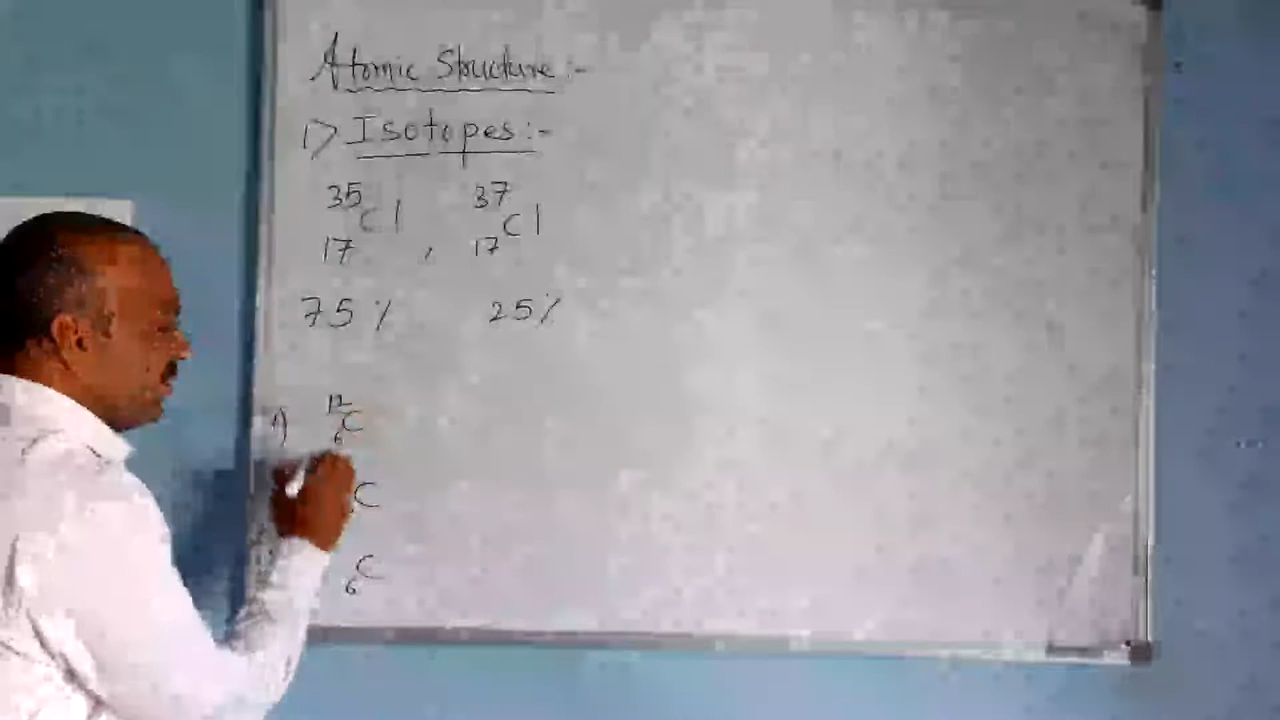 Atomic Structure :-
1) Isotopes :-
35 Cl 17 , 37 Cl 17
75 % 25 %
1) 12 C 6
C
C 6